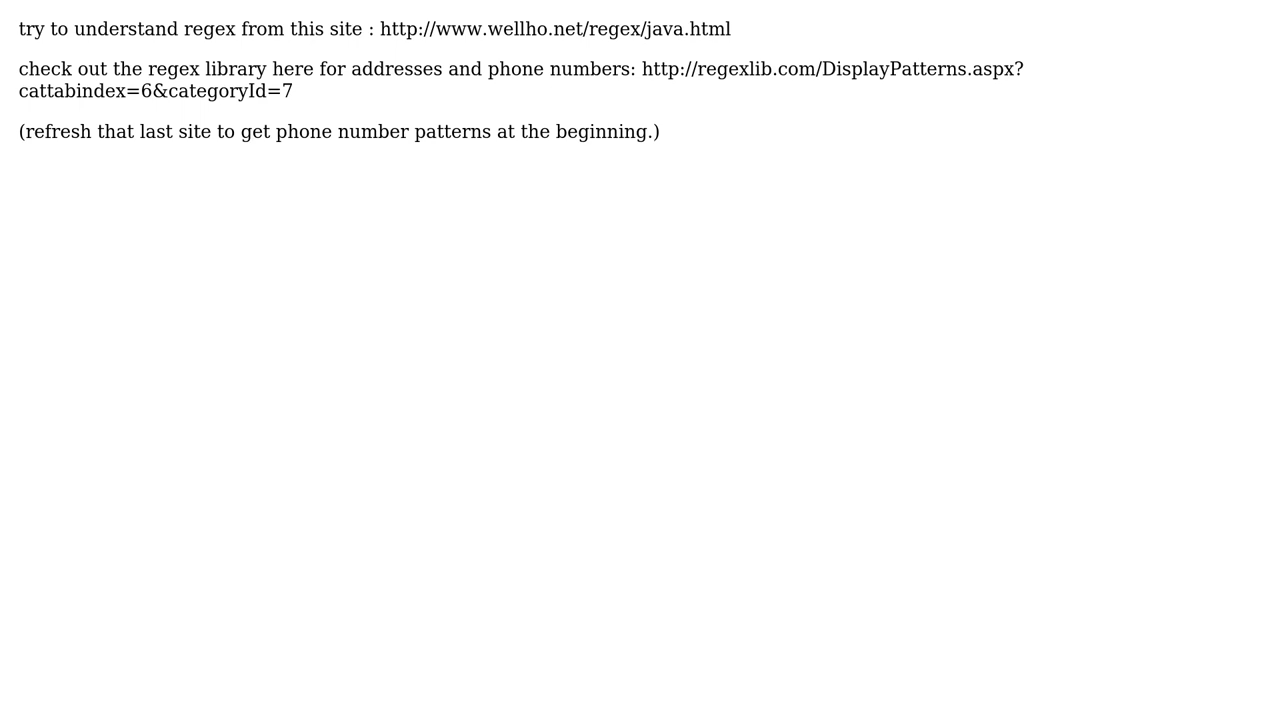 try to understand regex from this site : http://www.wellho.net/regex/java.html
check out the regex library here for addresses and phone numbers: http://regexlib.com/DisplayPatterns.aspx?
cattabindex=6&categoryId=7
(refresh that last site to get phone number patterns at the beginning.)